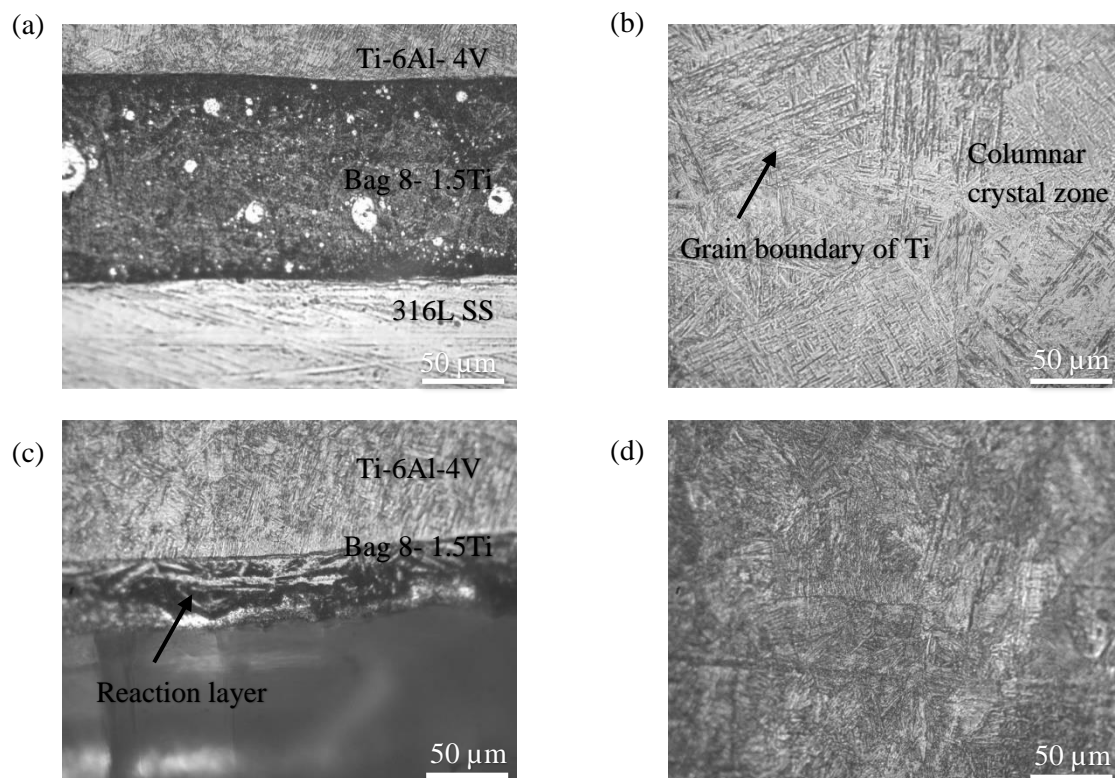 (a)
Ti-6Al- 4V
Bag 8- 1.5Ti
316L SS
50 µm
(b)
Columnar
crystal zone
Grain boundary of Ti
50 µm
(c)
Ti-6Al-4V
Bag 8- 1.5Ti
Reaction layer
50 µm
(d)
50 µm